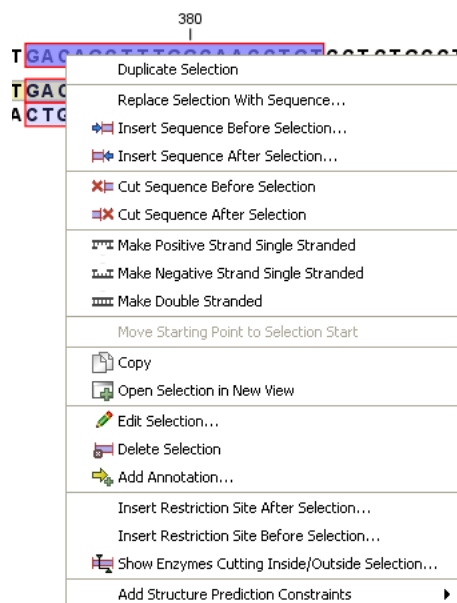 380
T GAC
Duplicate Selection
T GAC
Replace Selection With Sequence...
A CTG
Insert Sequence Before Selection...
Insert Sequence After Selection...
Cut Sequence Before Selection
Cut Sequence After Selection
Make Positive Strand Single Stranded
Make Negative Strand Single Stranded
Make Double Stranded
Move Starting Point to Selection Start
Copy
Open Selection in New View
Edit Selection...
Delete Selection
Add Annotation...
Insert Restriction Site After Selection...
Insert Restriction Site Before Selection...
Show Enzymes Cutting Inside/Outside Selection...
Add Structure Prediction Constraints